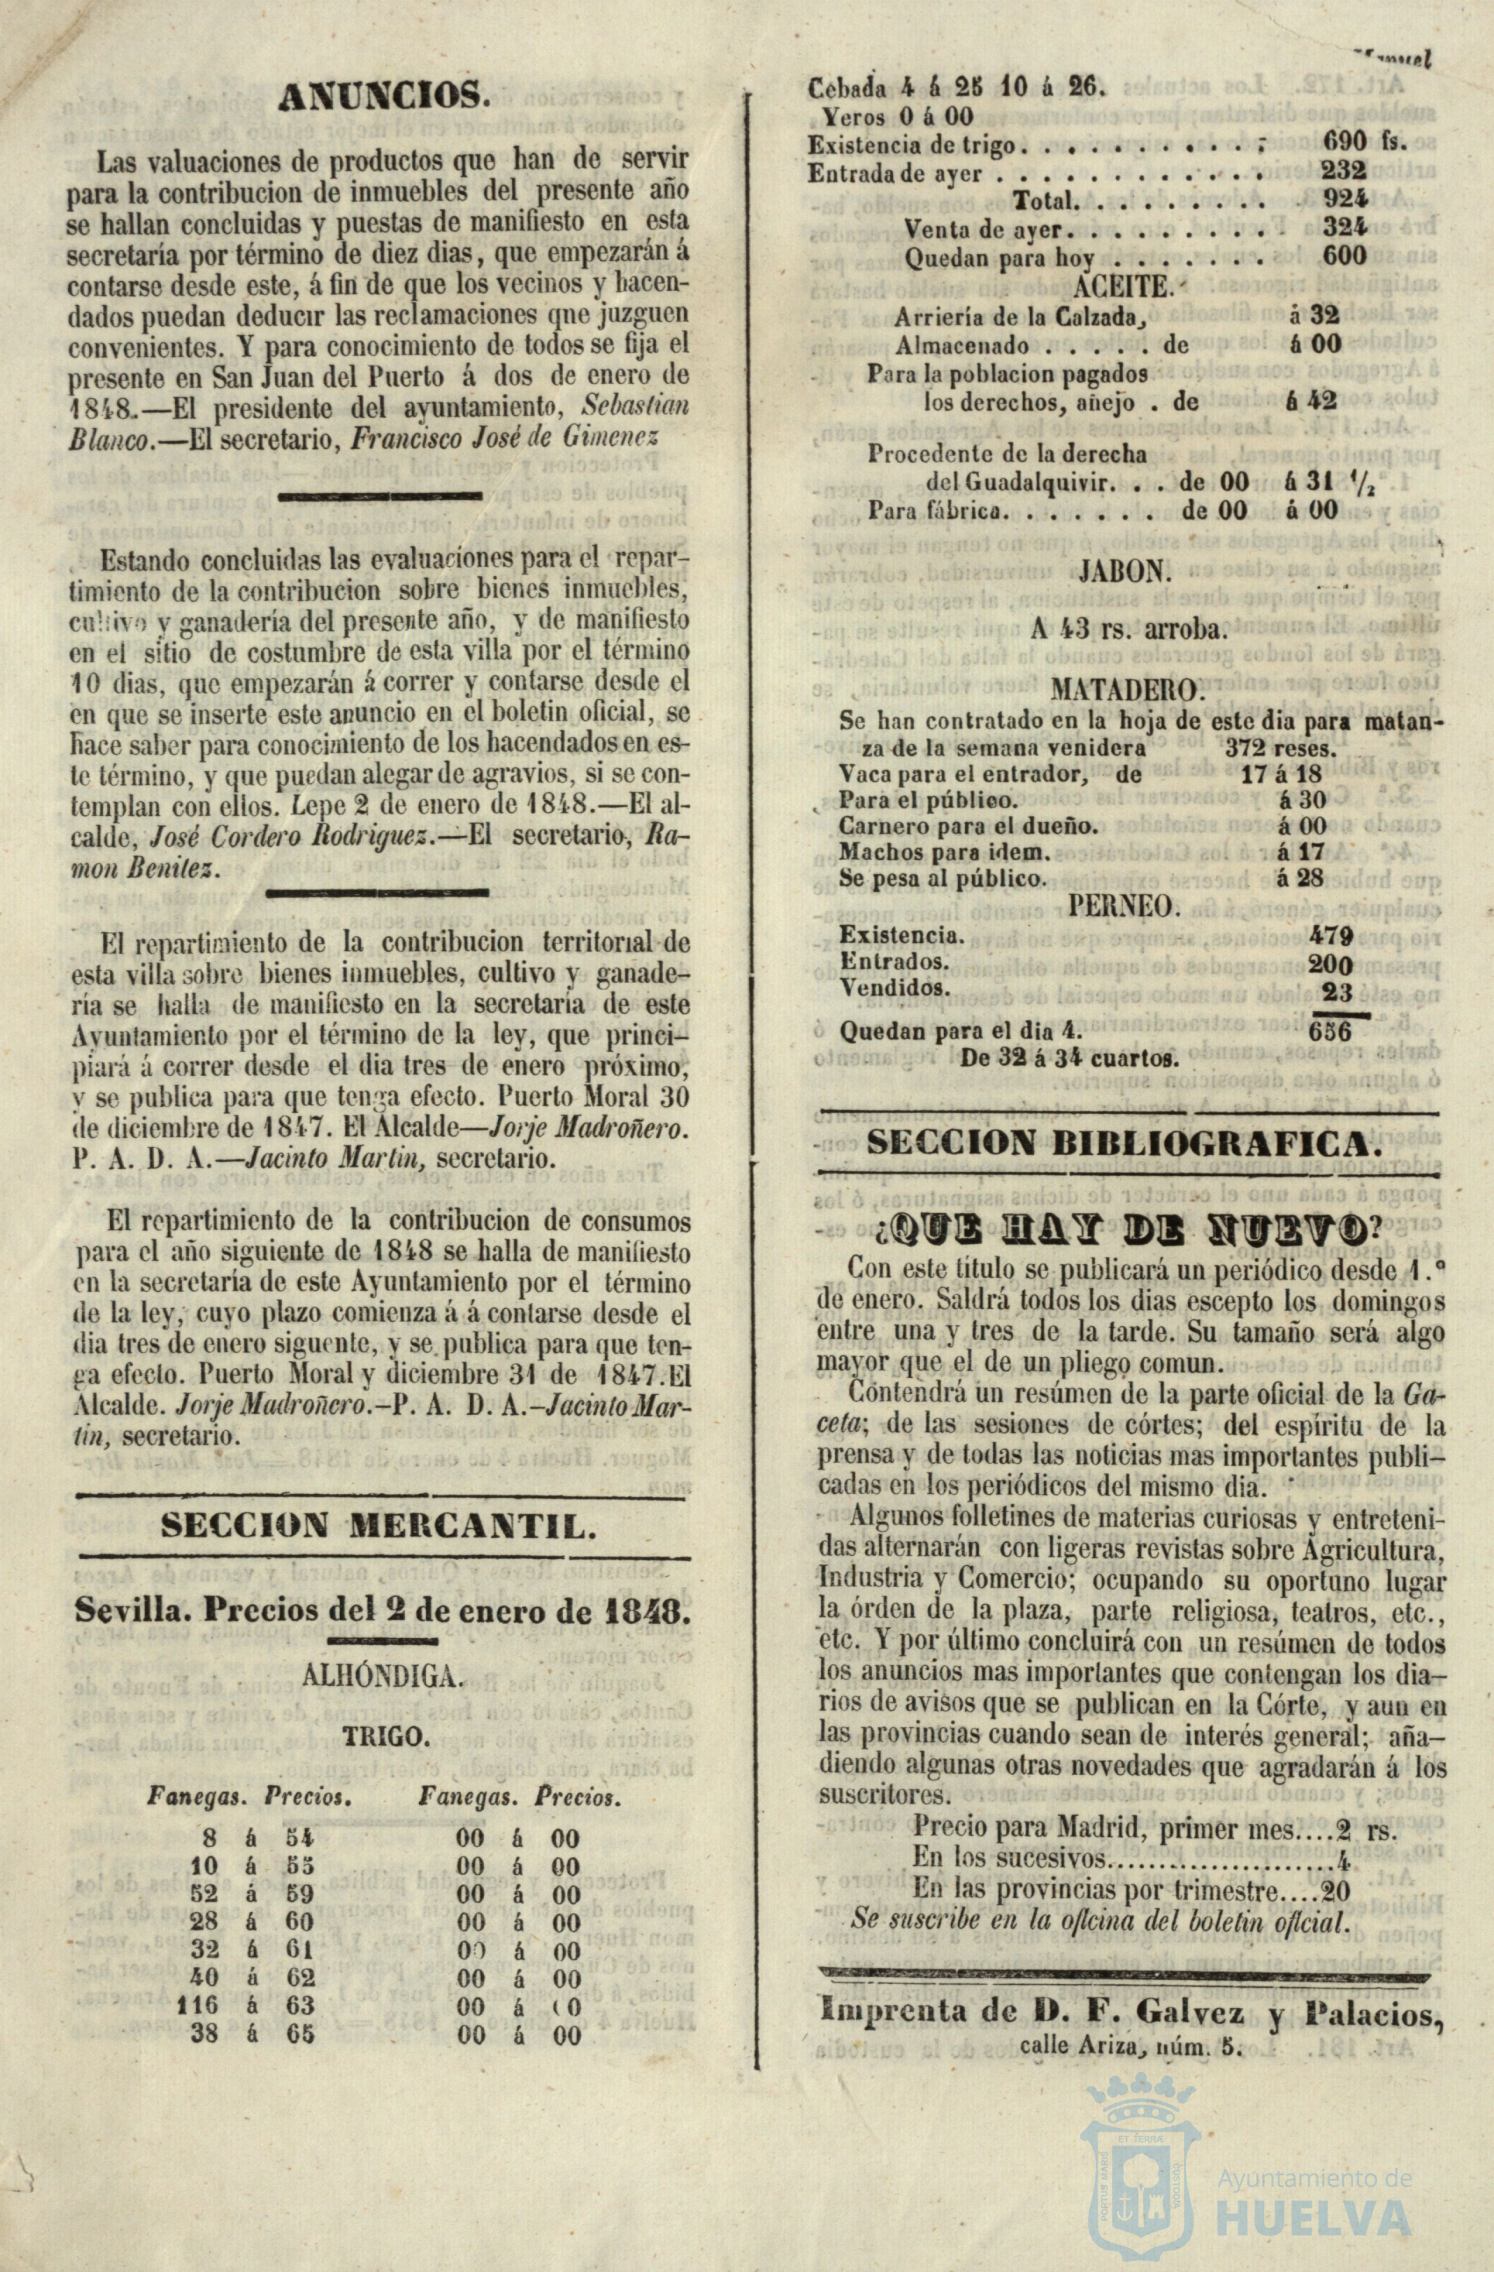 ANUNCIOS.
Las valuaciones de productos que han de servir
para la contribucion de inmuebles del presente año
se hallan concluidas y puestas de manifiesto en esta
secretaría por término de diez dias, que empezarán á
contarse desde este, á fin de que los vecinos y hacen-
dados puedan deducir las reclamaciones qne juzguen
convenientes. Y para conocimiento de todos se fija el
presente en San Juan del Puerto á dos de enero de
1848.—El presidente del ayuntamiento, Sebastian
Blanco.—El secretario, Francisco José de Gimenez
Estando concluidas las evaluaciones para el repar-
timiento de la contribucion sobre bienes inmuebles,
cultivo y ganadería del presente año, y de manifiesto
en el sitio de costumbre de esta villa por el término
10 dias, que empezarán á correr y contarse desde el
en que se inserte este anuncio en el boletin oficial, se
hace saber para conocimiento de los hacendados en es-
te término, y que puedan alegar de agravios, si se con-
templan con ellos. Lepe 2 de enero de 1848.—El al-
calde, José Cordero Rodriguez.—El secretario, Ra-
mon Benitez.
El repartimiento de la contribucion territorial de
esta villa sobre bienes inmuebles, cultivo y ganade-
ría se halla de manifiesto en la secretaría de este
Ayuntamiento por el término de la ley, que princi-
piará á correr desde el dia tres de enero próximo,
y se publica para que tenga efecto. Puerto Moral 30
de diciembre de 1847. El Alcalde—Jorje Madroñero.
P. A. D. A.—Jacinto Martin, secretario.
El repartimiento de la contribucion de consumos
para el año siguiente de 1848 se halla de manifiesto
en la secretaría de este Ayuntamiento por el término
de la ley, cuyo plazo comienza á á contarse desde el
dia tres de enero siguente, y se publica para que ten-
ga efecto. Puerto Moral y diciembre 31 de 1847.El
Alcalde. Jorje Madroñero.-P. A. D. A.-Jacinto Mar-
tin, secretario.
SECCION MERCANTIL.
Sevilla. Precios del 2 de enero de 1848.
ALHÓNDIGA.
TRIGO.
Fanegas. Precios. Fanegas. Precios.
8 á 54 00 á 00
10 á 55 00 á 00
52 á 59 00 á 00
28 á 60 00 á 00
32 á 61 00 á 00
40 á 62 00 á 00
116 á 63 00 á 00
38 á 65 00 á 00
Cebada 4 á 25 10 á 26.
Yeros 0 á 00
Existencia de trigo. . . . . . . . . . . 690 fs.
Entrada de ayer . . . . . . . . . . . . 232
Total. . . . . . . . . 924
Venta de ayer. . . . . . . . . . 324
Quedan para hoy . . . . . . . 600
ACEITE.
Arriería de la Calzada, á 32
Almacenado . . . . . de á 00
Para la poblacion pagados
los derechos, añejo . de á 42
Procedente de la derecha
del Guadalquivir. . . de 00 á 31 1/2
Para fábrica. . . . . . . de 00 á 00
JABON.
A 43 rs. arroba.
MATADERO.
Se han contratado en la hoja de este dia para matan-
za de la semana venidera 372 reses.
Vaca para el entrador, de 17 á 18
Para el público. á 30
Carnero para el dueño. á 00
Machos para idem. á 17
Se pesa al público. á 28
PERNEO.
Existencia. 479
Entrados. 200
Vendidos. 23
Quedan para el dia 4. 656
De 32 á 34 cuartos.
SECCION BIBLIOGRAFICA.
¿QUE HAY DE NUEVO?
Con este título se publicará un periódico desde 1.º
de enero. Saldrá todos los dias escepto los domingos
entre una y tres de la tarde. Su tamaño será algo
mayor que el de un pliego comun.
Contendrá un resúmen de la parte oficial de la Ga-
ceta; de las sesiones de córtes; del espíritu de la
prensa y de todas las noticias mas importantes publi-
cadas en los periódicos del mismo dia.
Algunos folletines de materias curiosas y entreteni-
das alternarán con ligeras revistas sobre Agricultura,
Industria y Comercio; ocupando su oportuno lugar
la órden de la plaza, parte religiosa, teatros, etc.,
etc. Y por último concluirá con un resúmen de todos
los anuncios mas importantes que contengan los dia-
rios de avisos que se publican en la Córte, y aun en
las provincias cuando sean de interés general; aña-
diendo algunas otras novedades que agradarán á los
suscritores.
Precio para Madrid, primer mes....2 rs.
En los sucesivos......................4
En las provincias por trimestre....20
Se suscribe en la oficina del boletin oficial.
Imprenta de D. F. Galvez y Palacios,
calle Ariza, núm. 5.
ET TERRÆ
PORTUS MARIS
CUSTODIA
Ayuntamiento de
HUELVA